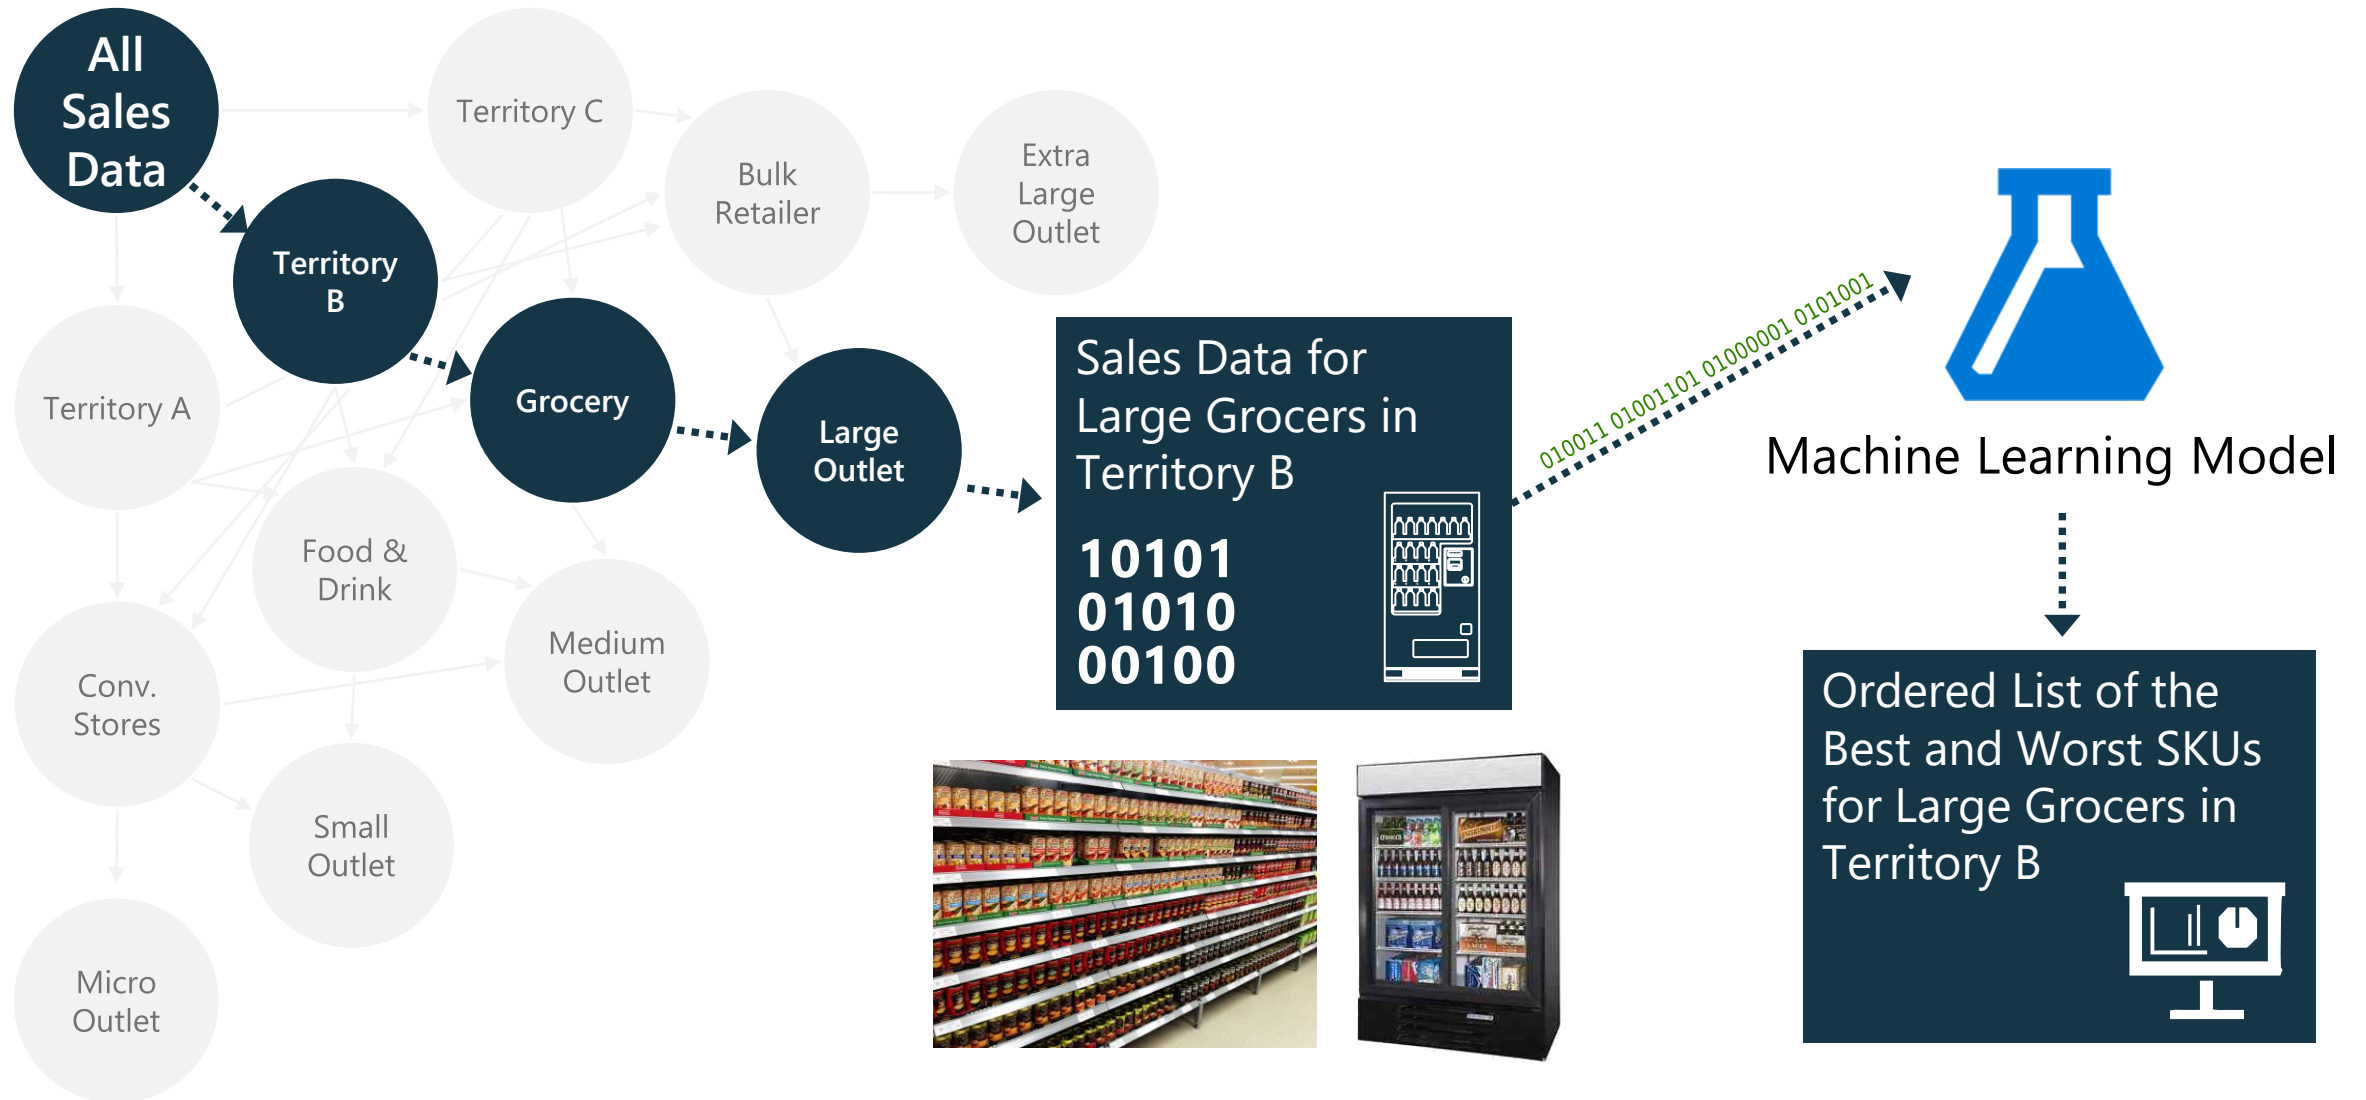 All
Sales
Data
Territory C
Bulk
Retailer
Extra
Large
Outlet
Territory
B
Territory A
Grocery
Large
Outlet
Food &
Drink
Medium
Outlet
Conv.
Stores
Small
Outlet
Micro
Outlet
Sales Data for
Large Grocers in
Territory B
10101
01010
00100
010011 01001101 01000001 0101001
Machine Learning Model
Ordered List of the
Best and Worst SKUs
for Large Grocers in
Territory B